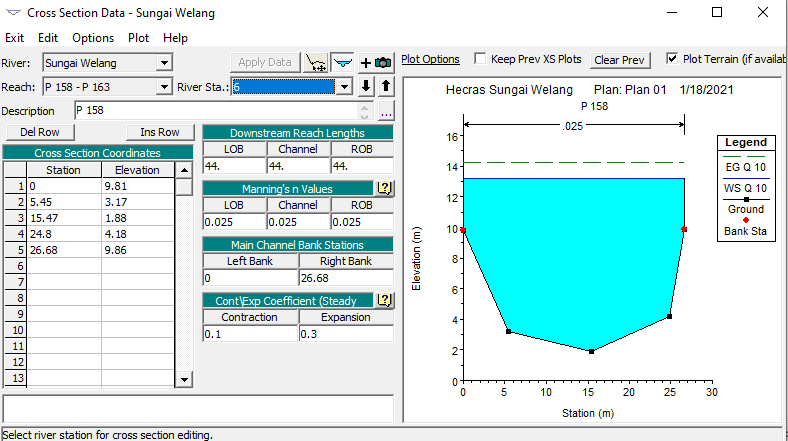 Cross Section Data - Sungai Welang
Exit Edit Options Plot Help
River: Sungai Welang Apply Data
Reach: P 158 - P 163 River Sta.: 6
Description P 158 ...
Del Row Ins Row
Cross Section Coordinates
Station Elevation
1 0 9.81
2 5.45 3.17
3 15.47 1.88
4 24.8 4.18
5 26.68 9.86
6
7
8
9
10
11
12
13
Downstream Reach Lengths
LOB Channel ROB
44. 44. 44.
Manning's n Values ?
LOB Channel ROB
0.025 0.025 0.025
Main Channel Bank Stations
Left Bank Right Bank
0 26.68
Cont\Exp Coefficient (Steady ?
Contraction Expansion
0.1 0.3
Plot Options Keep Prev XS Plots Clear Prev Plot Terrain (if availab
Hecras Sungai Welang Plan: Plan 01 1/18/2021
P 158
.025
16
14
12
10
8
6
4
2
0
Elevation (m)
0 5 10 15 20 25 30
Station (m)
Legend
EG Q 10
WS Q 10
Ground
Bank Sta
Select river station for cross section editing.